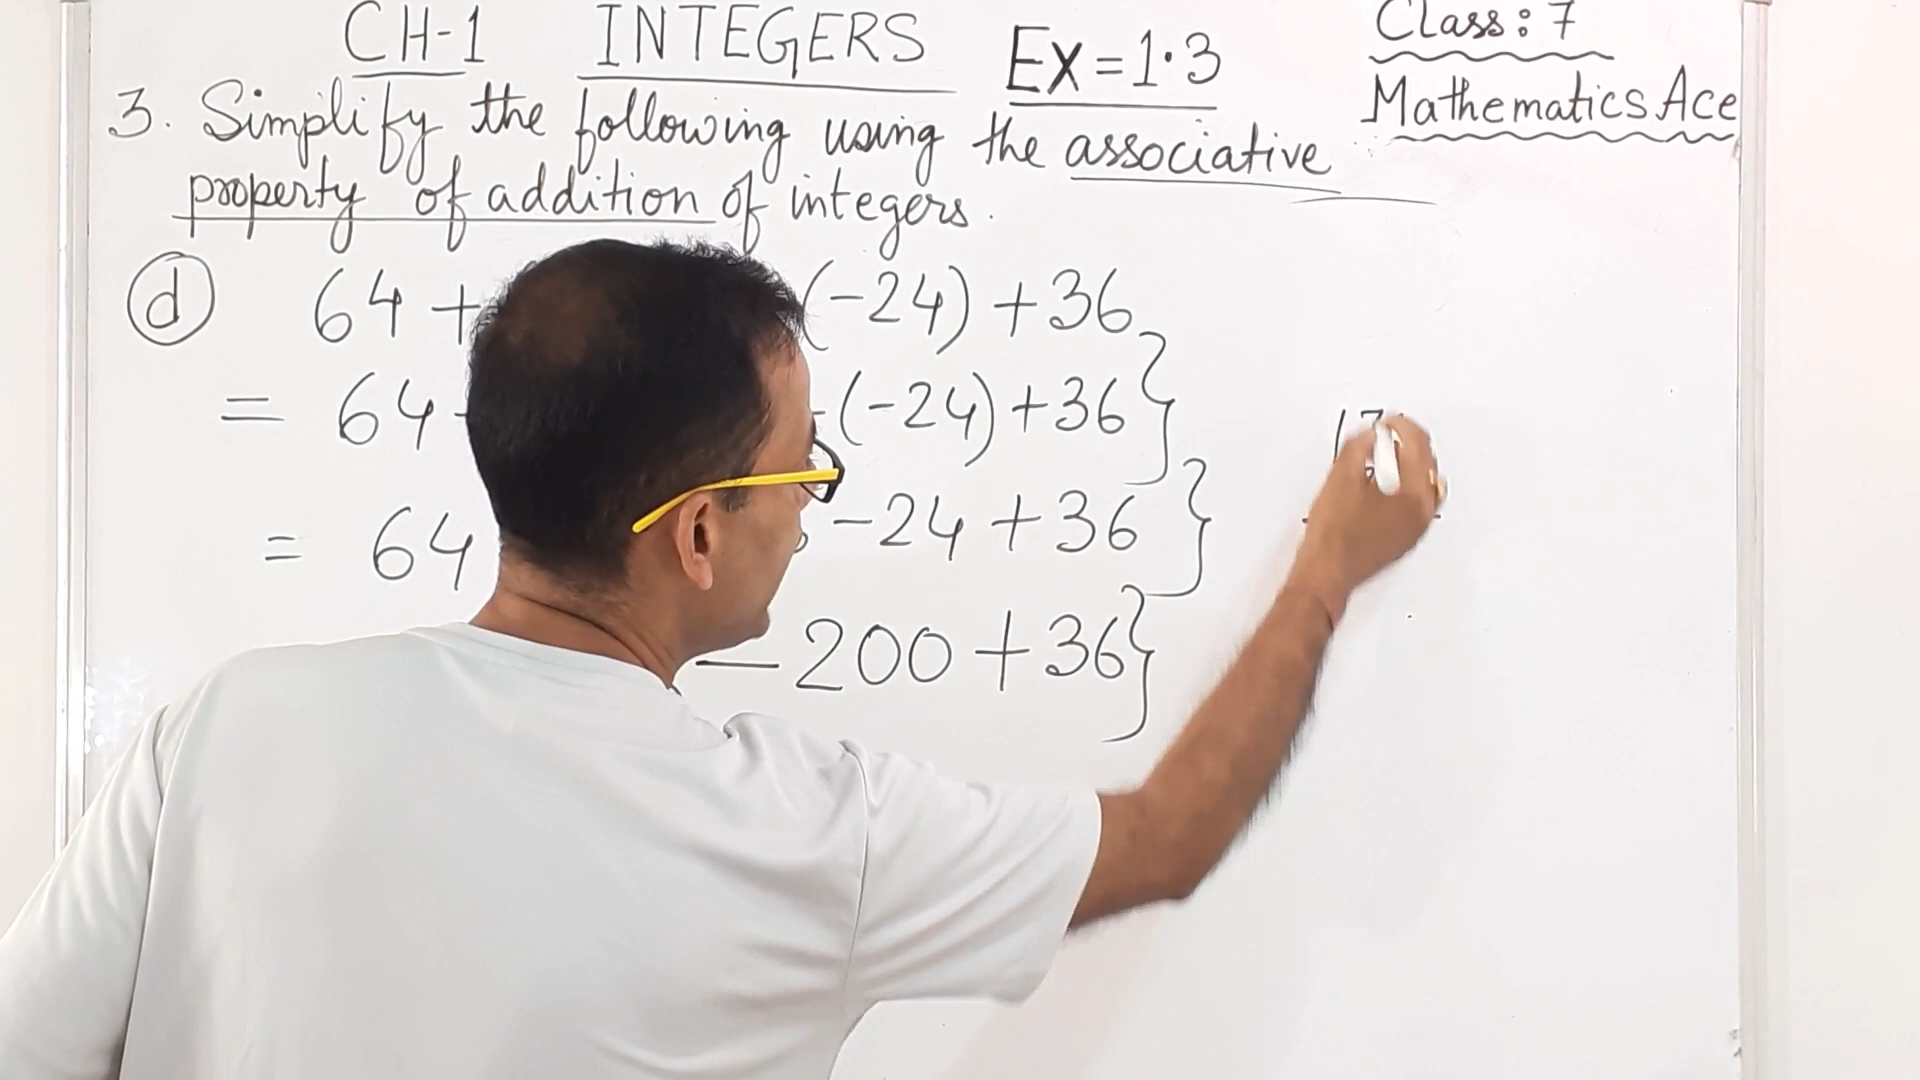 CH-1 INTEGERS Ex=1.3
Class: 7
Mathematics Ace
3. Simplify the following using the associative
property of addition of integers.
d 64 + (-24) +36
= 64 (-24)+36}
= 64 -24+36}
-200+36}